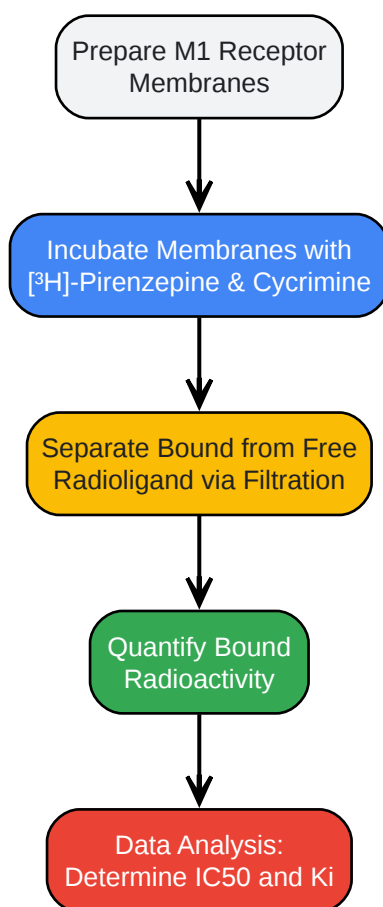 Prepare M1 Receptor
Membranes
Incubate Membranes with
[³H]-Pirenzepine & Cycrimine
Separate Bound from Free
Radioligand via Filtration
Quantify Bound
Radioactivity
Data Analysis:
Determine IC50 and Ki